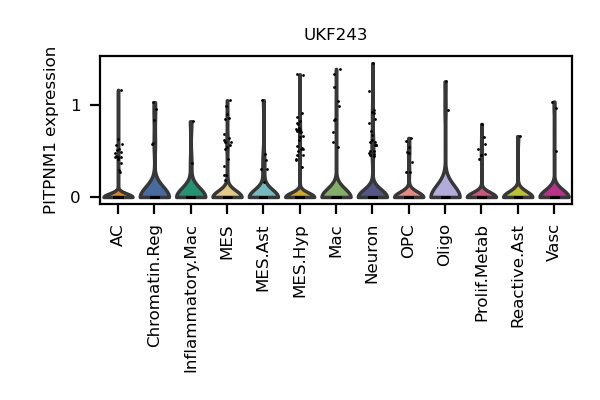 UKF243
PITPNM1 expression
1
0
AC
Chromatin.Reg
Inflammatory.Mac
MES
MES.Ast
MES.Hyp
Mac
Neuron
OPC
Oligo
Prolif.Metab
Reactive.Ast
Vasc